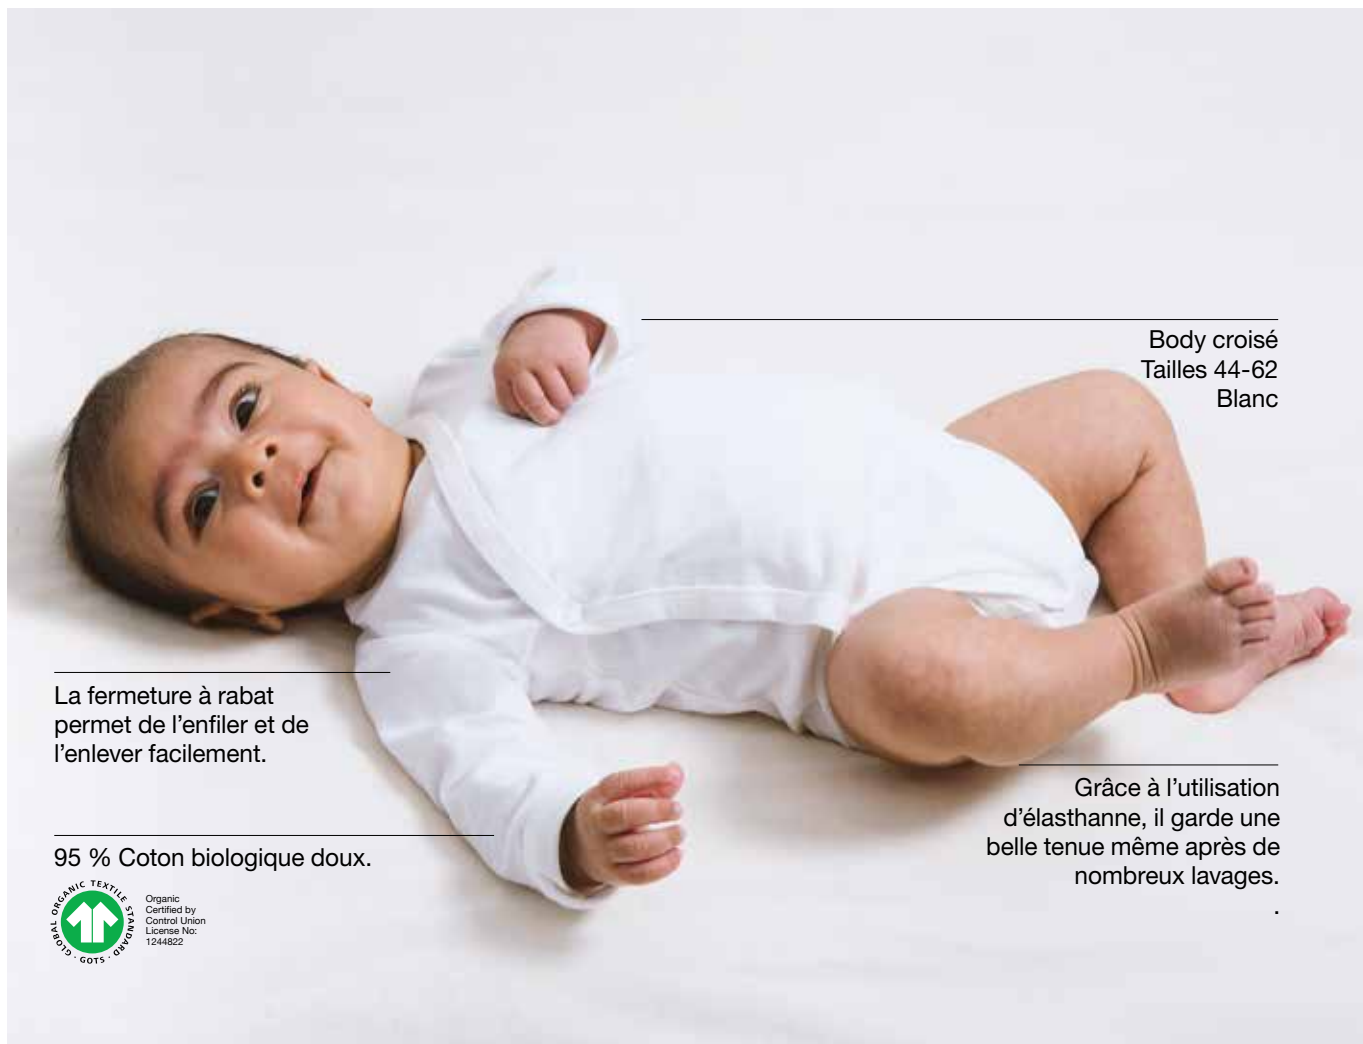 Body croisé
Tailles 44-62
Blanc
La fermeture à rabat
permet de l’enfiler et de
l’enlever facilement.
Grâce à l’utilisation
d’élasthanne, il garde une
belle tenue même après de
nombreux lavages.
.
95 % Coton biologique doux.
GLOBAL ORGANIC TEXTILE STANDARD · GOTS ·
Organic
Certified by
Control Union
License No:
1244822